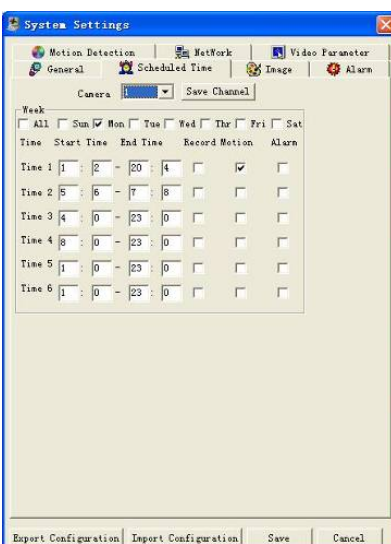 System Settings
Motion Detection NetWork Video Parameter
General Scheduled Time Image Alarm
Camera 1 Save Channel
Week
All Sun Mon Tue Wed Thr Fri Sat
Time Start Time End Time Record Motion Alarm
Time 1 1 : 2 - 20 : 4
Time 2 5 : 6 - 7 : 8
Time 3 4 : 0 - 23 : 0
Time 4 8 : 0 - 23 : 0
Time 5 1 : 0 - 23 : 0
Time 6 1 : 0 - 23 : 0
Export Configuration Import Configuration Save Cancel